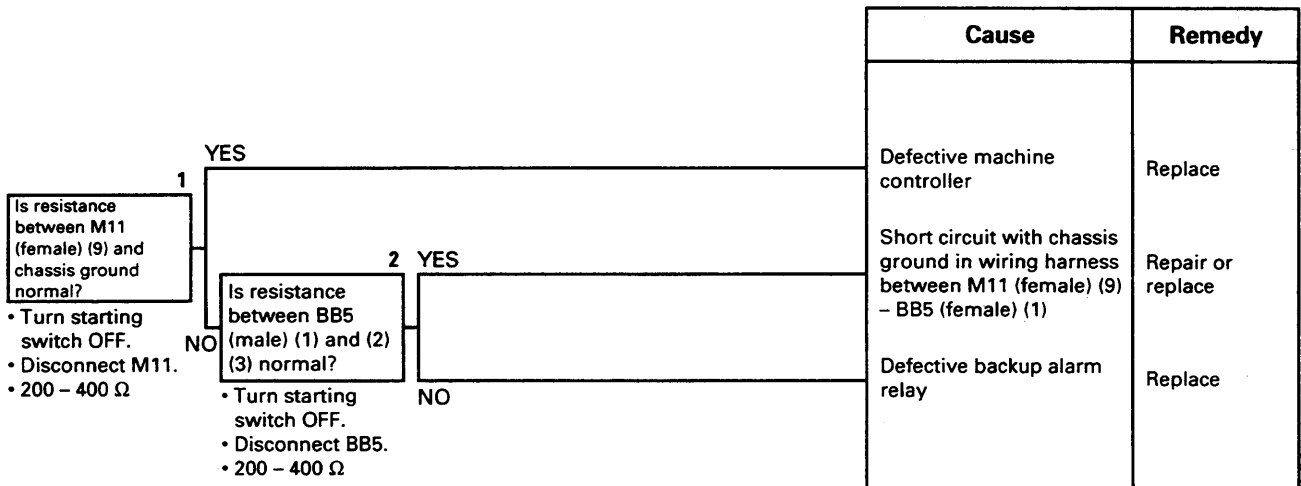 Cause
Remedy
YES
1
Is resistance
between M11
(female) (9) and
chassis ground
normal?
• Turn starting
switch OFF.
• Disconnect M11.
• 200 – 400 Ω
NO
2
YES
Is resistance
between BB5
(male) (1) and (2)
(3) normal?
• Turn starting
switch OFF.
• Disconnect BB5.
• 200 – 400 Ω
NO
Defective machine
controller
Replace
Short circuit with chassis
ground in wiring harness
between M11 (female) (9)
– BB5 (female) (1)
Repair or
replace
Defective backup alarm
relay
Replace